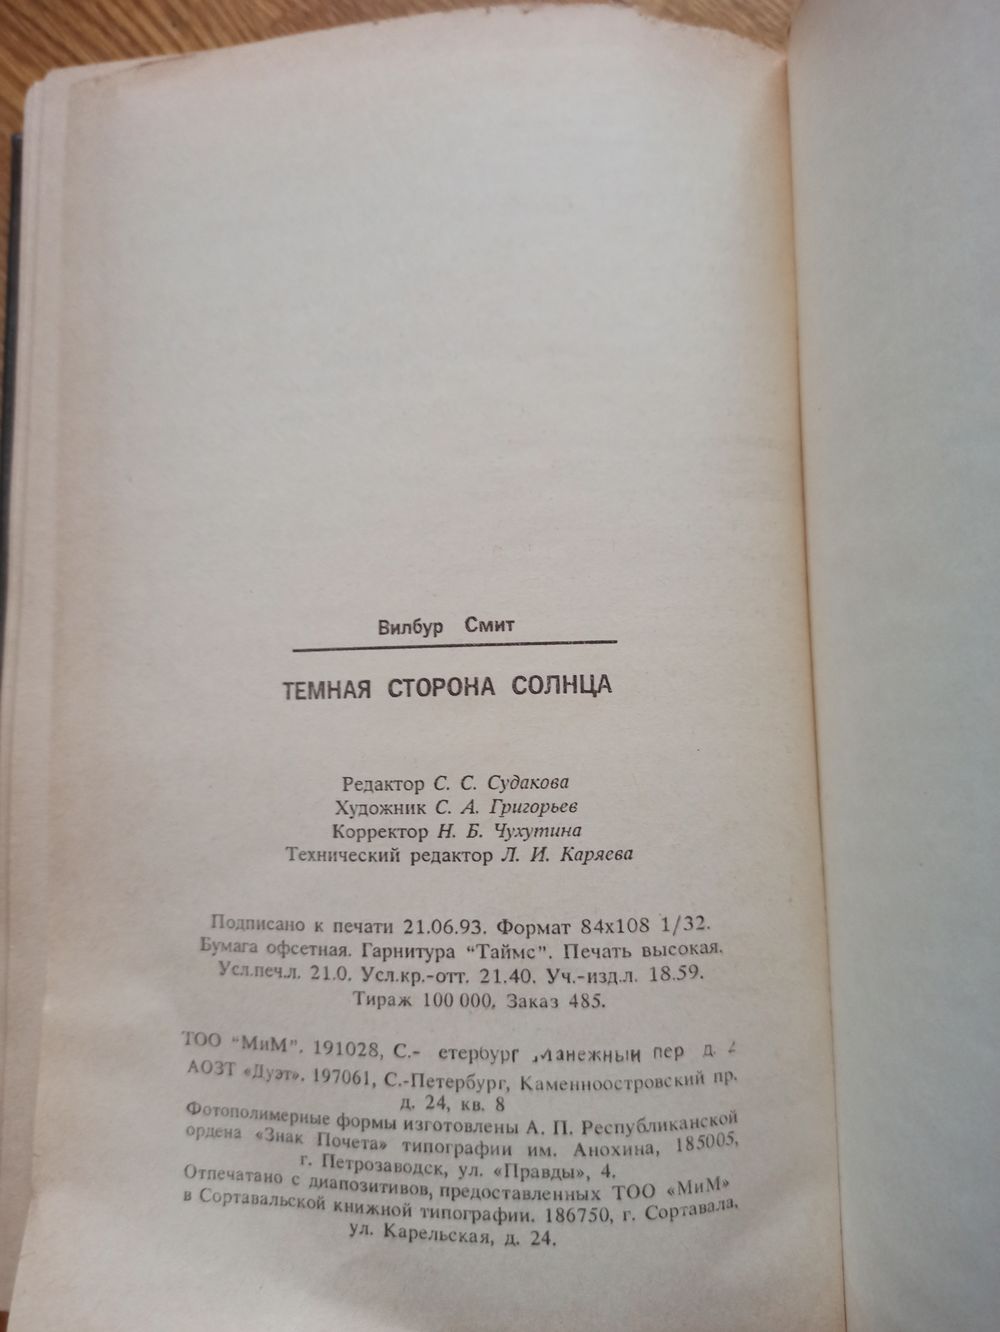 Вилбур Смит
ТЕМНАЯ СТОРОНА СОЛНЦА
Редактор С. С. Судакова
Художник С. А. Григорьев
Корректор Н. Б. Чухутина
Технический редактор Л. И. Каряева
Подписано к печати 21.06.93. Формат 84х108 1/32.
Бумага офсетная. Гарнитура “Таймс”. Печать высокая.
Усл.печ.л. 21.0. Усл.кр.-отт. 21.40. Уч.-изд.л. 18.59.
Тираж 100 000. Заказ 485.
ТОО “МиМ”. 191028, С.- етербург Манежный пер д. 2
АОЗТ «Дуэт». 197061, С.-Петербург, Каменноостровский пр.
д. 24, кв. 8
Фотополимерные формы изготовлены А. П. Республиканской
ордена «Знак Почета» типографии им. Анохина, 185005,
г. Петрозаводск, ул. «Правды», 4.
Отпечатано с диапозитивов, предоставленных ТОО «МиМ»
в Сортавальской книжной типографии. 186750, г. Сортавала,
ул. Карельская, д. 24.